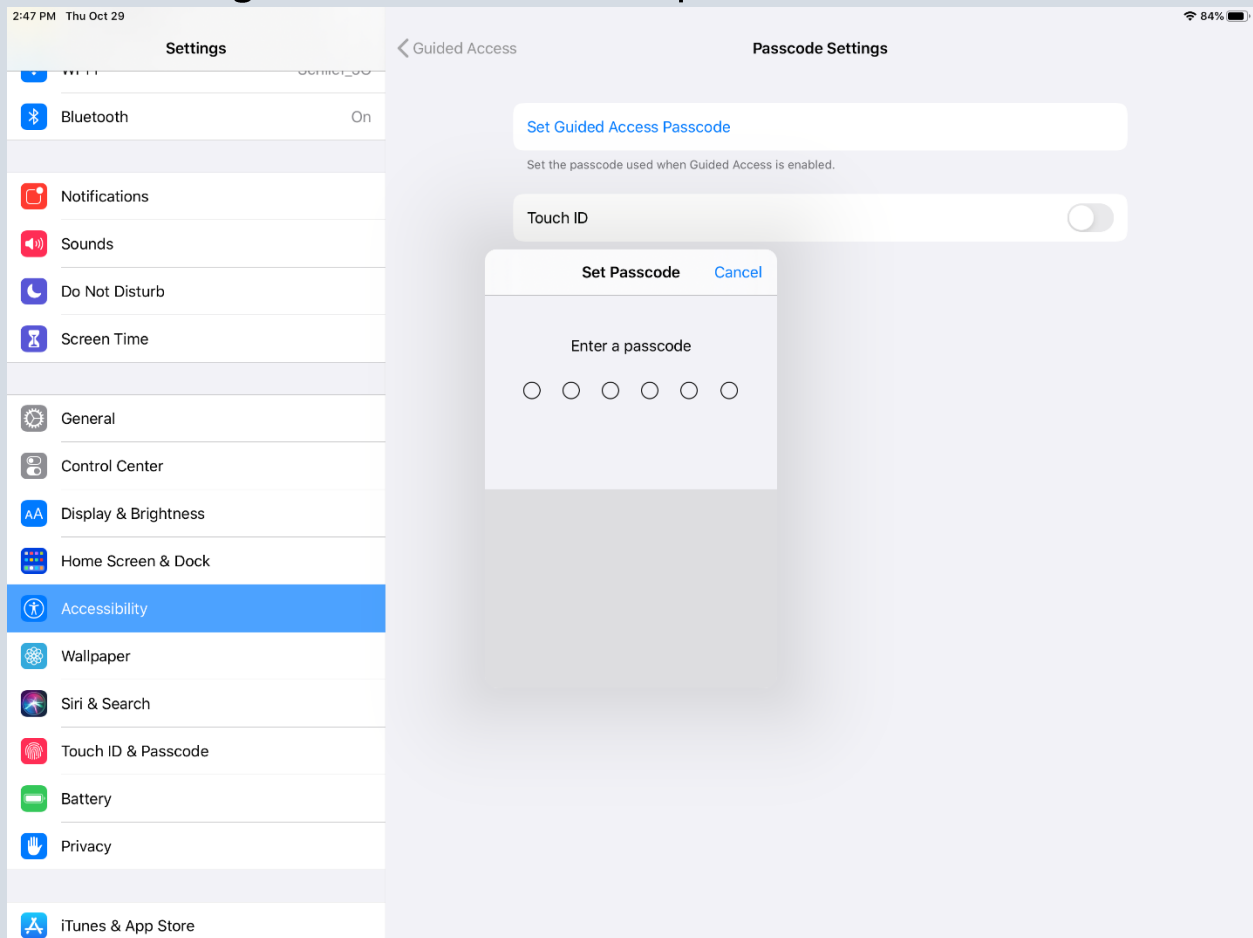 2:47 PM Thu Oct 29
84%
Settings
Bluetooth On
Notifications
Sounds
Do Not Disturb
Screen Time
General
Control Center
AA Display & Brightness
Home Screen & Dock
Accessibility
Wallpaper
Siri & Search
Touch ID & Passcode
Battery
Privacy
iTunes & App Store
Guided Access
Passcode Settings
Set Guided Access Passcode
Set the passcode used when Guided Access is enabled.
Touch ID
Set Passcode Cancel
Enter a passcode